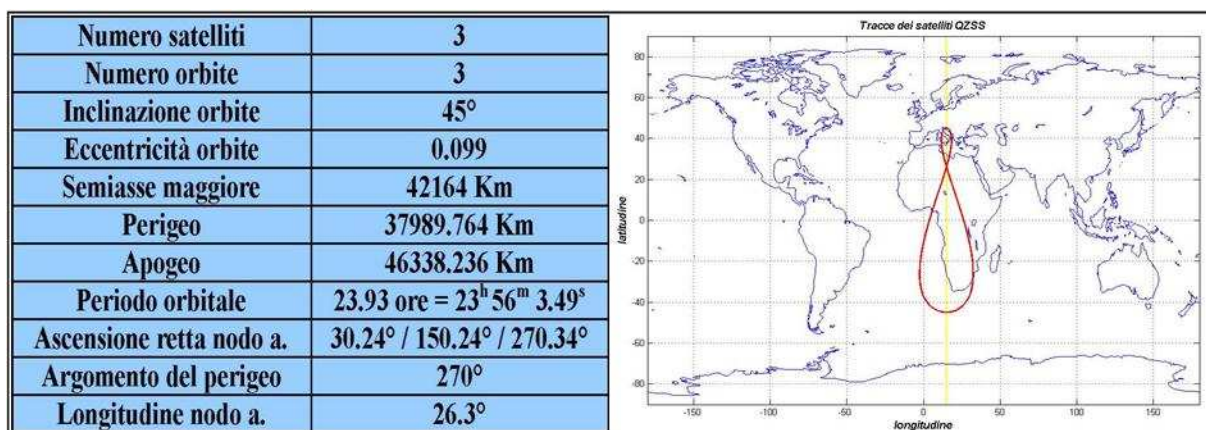 Numero satelliti 3
Numero orbite 3
Inclinazione orbite 45°
Eccentricità orbite 0.099
Semiasse maggiore 42164 Km
Perigeo 37989.764 Km
Apogeo 46338.236 Km
Periodo orbitale 23.93 ore = 23h 56m 3.49s
Ascensione retta nodo a. 30.24° / 150.24° / 270.34°
Argomento del perigeo 270°
Longitudine nodo a. 26.3°
Tracce dei satelliti QZSS
80
60
40
20
0
-20
-40
-60
-80
latitudine
-150 -100 -50 0 50 100 150
longitudine